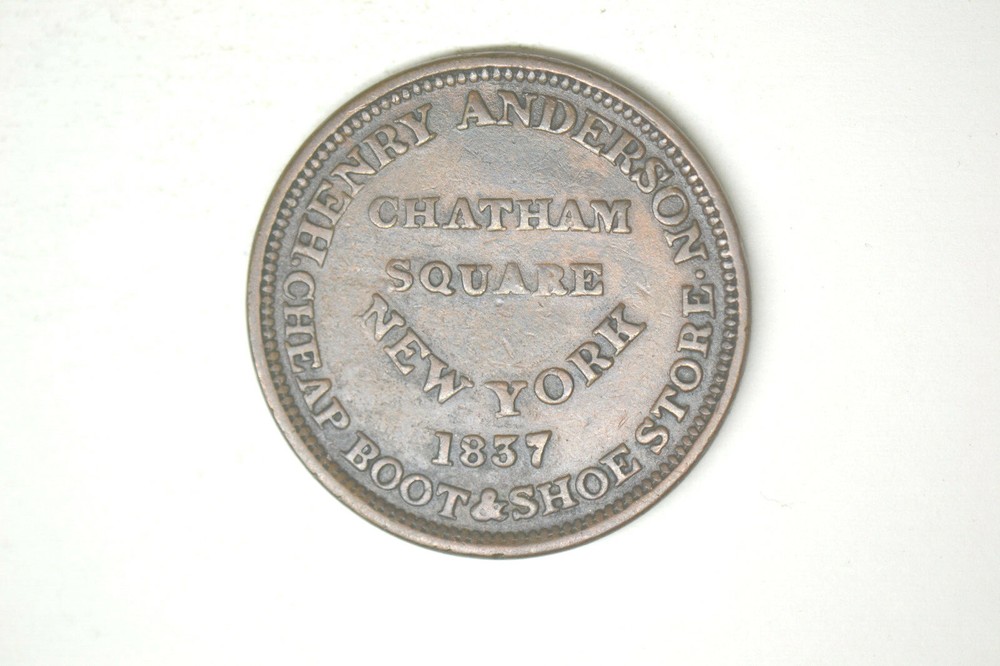 HENRY ANDERSON
CHATHAM
SQUARE
NEW YORK
1837
CHEAP BOOT & SHOE STORE